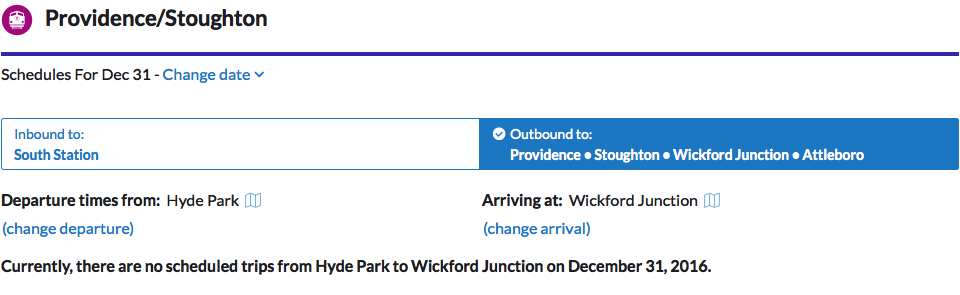 Providence/Stoughton
Schedules For Dec 31 - Change date
Inbound to:
South Station
Outbound to:
Providence • Stoughton • Wickford Junction • Attleboro
Departure times from: Hyde Park
(change departure)
Arriving at: Wickford Junction
(change arrival)
Currently, there are no scheduled trips from Hyde Park to Wickford Junction on December 31, 2016.